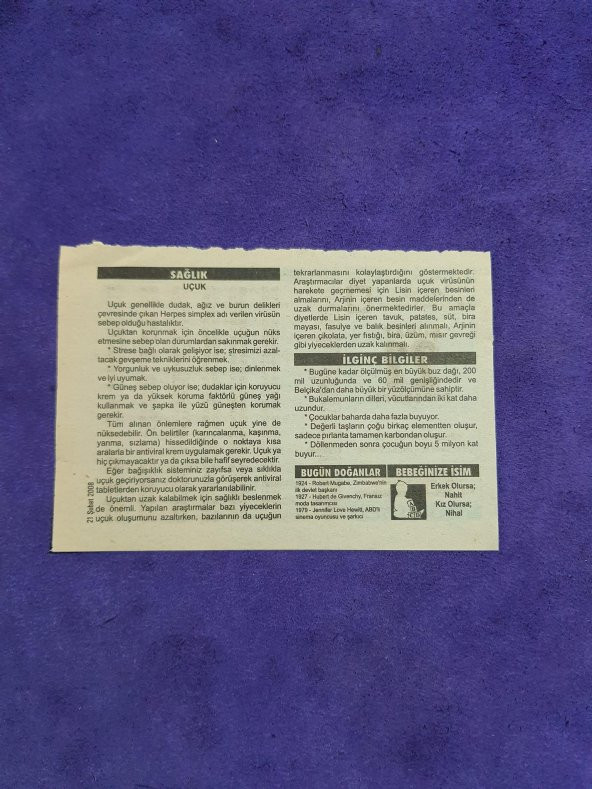 SAĞLIK
UÇUK
Uçuk genellikle dudak, ağız ve burun delikleri
çevresinde çıkan Herpes simplex adı verilen virüsün
sebep olduğu hastalıktır.
Uçuktan korunmak için öncelikle uçuğun nüks
etmesine sebep olan durumlardan sakınmak gerekir.
* Strese bağlı olarak gelişiyor ise; stresimizi azal-
tacak gevşeme tekniklerini öğrenmek.
* Yorgunluk ve uykusuzluk sebep ise; dinlenmek
ve iyi uyumak.
* Güneş sebep oluyor ise; dudaklar için koruyucu
krem ya da yüksek koruma faktörlü güneş yağı
kullanmak ve şapka ile yüzü güneşten korumak
gerekir.
Tüm alınan önlemlere rağmen uçuk yine de
nüksedebilir. Ön belirtiler (karıncalanma, kaşınma,
yanma, sızlama) hissedildiğinde o noktaya kısa
aralarla bir antiviral krem uygulamak gerekir. Uçuk ya
hiç çıkmayacaktır ya da çıksa bile hafif seyredecektir.
Eğer bağışıklık sisteminiz zayıfsa veya sıklıkla
uçuk geçiriyorsanız doktorunuzla görüşerek antiviral
tabletlerden koruyucu olarak yararlanılabilinir.
Uçuktan uzak kalabilmek için sağlıklı beslenmek
de önemli. Yapılan araştırmalar bazı yiyeceklerin
uçuk oluşumunu azaltırken, bazılarının da uçuğun
21 Şubat 2008
tekrarlanmasını kolaylaştırdığını göstermektedir.
Araştırmacılar diyet yapanlarda uçuk virüsünün
harekete geçmemesi için Lisin içeren besinleri
almalarını, Arjinin içeren besin maddelerinden de
uzak durmalarını önermektedirler. Bu amaçla
diyetlerde Lisin içeren tavuk, patates, süt, bira
mayası, fasulye ve balık besinleri alınmalı, Arjinin
içeren çikolata, yer fıstığı, bira, üzüm, mısır gevreği
gibi yiyeceklerden uzak kalınmalı.
İLGİNÇ BİLGİLER
* Bugüne kadar ölçülmış en büyük buz dağı, 200
mil uzunluğunda ve 60 mil genişliğindedir ve
Belçika'dan daha büyük bir yüzölçümüne sahiptir.
* Bukalemunların dilleri, vücutlarından iki kat daha
uzundur.
* Çocuklar baharda daha fazla büyüyor.
* Değerli taşların çoğu birkaç elementten oluşur,
sadece pırlanta tamamen karbondan oluşur.
* Döllenmeden sonra çocuğun boyu 5 milyon kat
büyür...
BUGÜN DOĞANLAR
1924 - Robert Mugabe, Zimbabwe'nin
ilk devlet başkanı
1927 - Hubert de Givenchy, Fransız
moda tasarımcısı
1979 - Jennifer Love Hewitt, ABD'li
sinema oyuncusu ve şarkıcı
BEBEĞİNİZE İSİM
Erkek Olursa;
Nahit
Kız Olursa;
Nihal